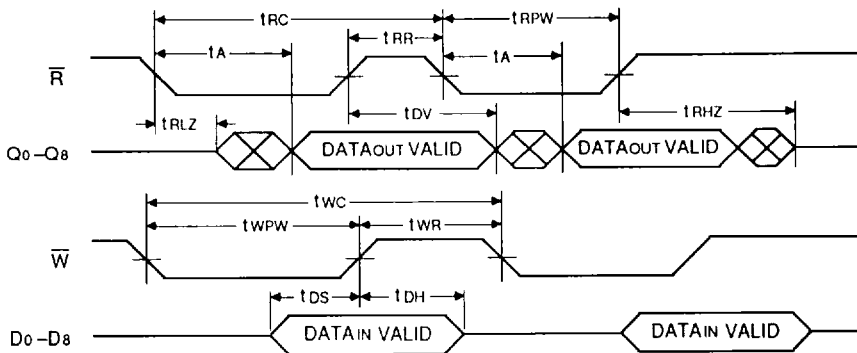 tRC tRPW
tA tRR tA
R
tDV tRHZ
tRLZ
Q0–Q8 DATAOUT VALID DATAOUT VALID
tWC
tWPW tWR
W
tDS tDH
D0–D8 DATAIN VALID DATAIN VALID